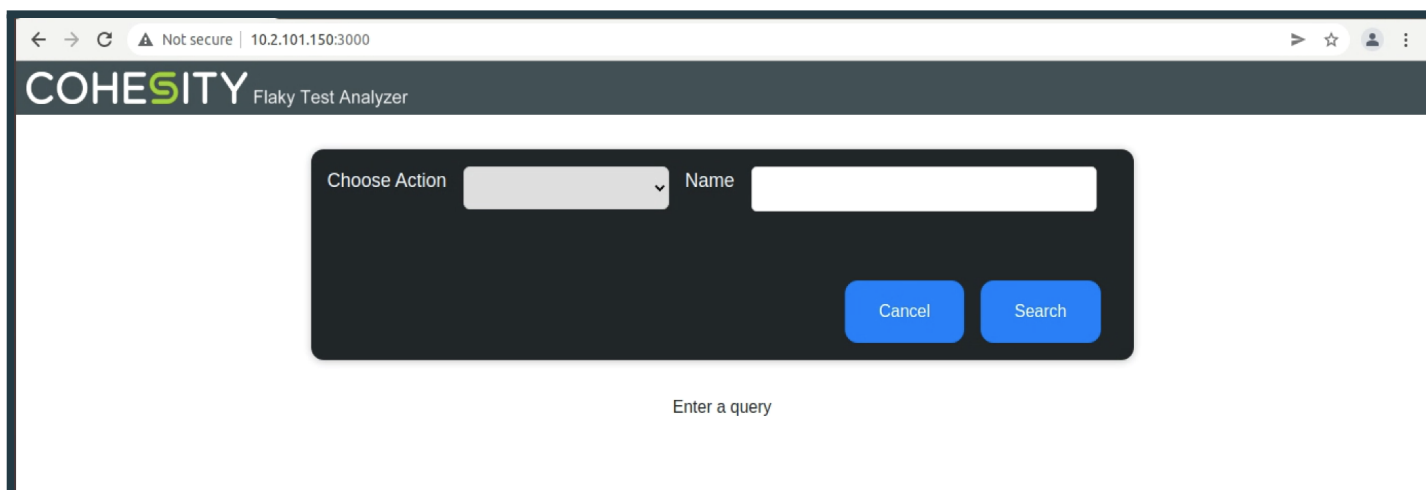 Not secure | 10.2.101.150:3000
COHESITY Flaky Test Analyzer
Choose Action Name
Cancel Search
Enter a query